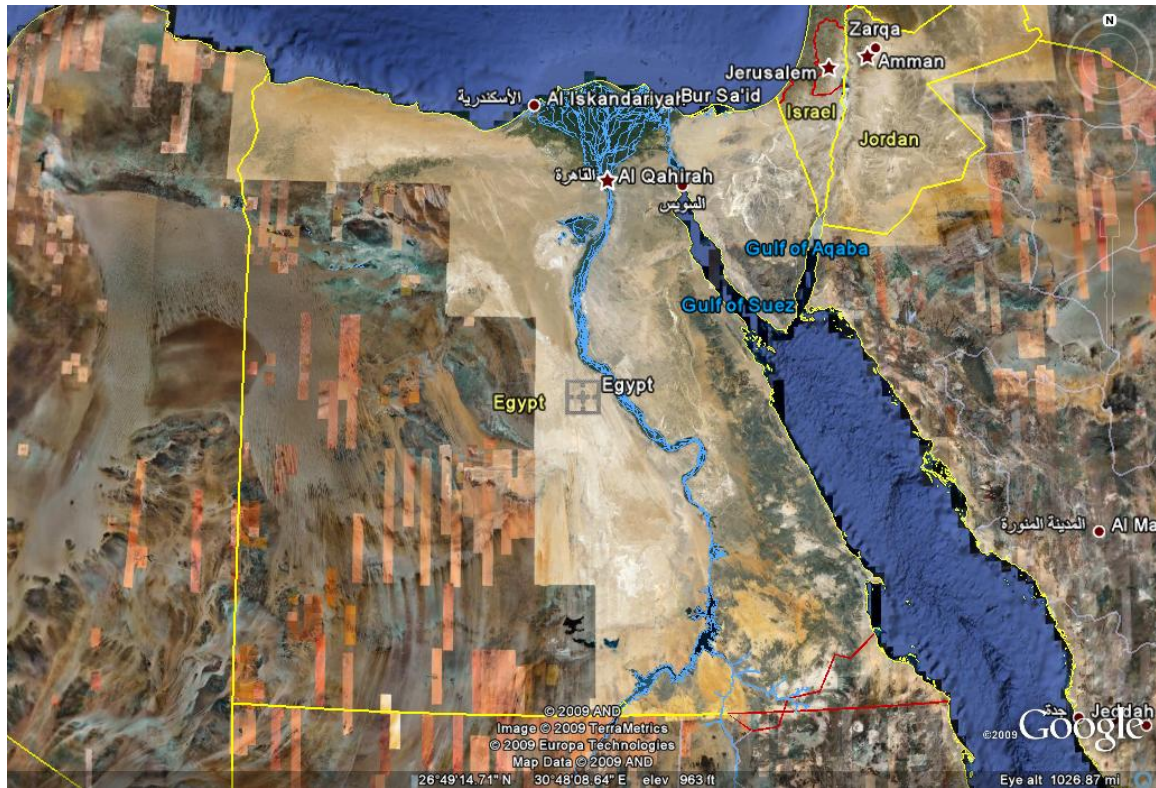 N
Zarqa
Amman
Jerusalem
الأسكندرية
Al Iskandariyah
Bur Sa'id
Israel
Jordan
القاهرة
Al Qahirah
السويس
Gulf of Aqaba
Gulf of Suez
Egypt
Egypt
المدينة المنورة
Al Ma
جدة
Jeddah
© 2009 AND
Image © 2009 TerraMetrics
© 2009 Europa Technologies
Map Data © 2009 AND
©2009 Google
26°49'14.71" N 30°48'08.64" E elev 963 ft
Eye alt 1026.87 mi